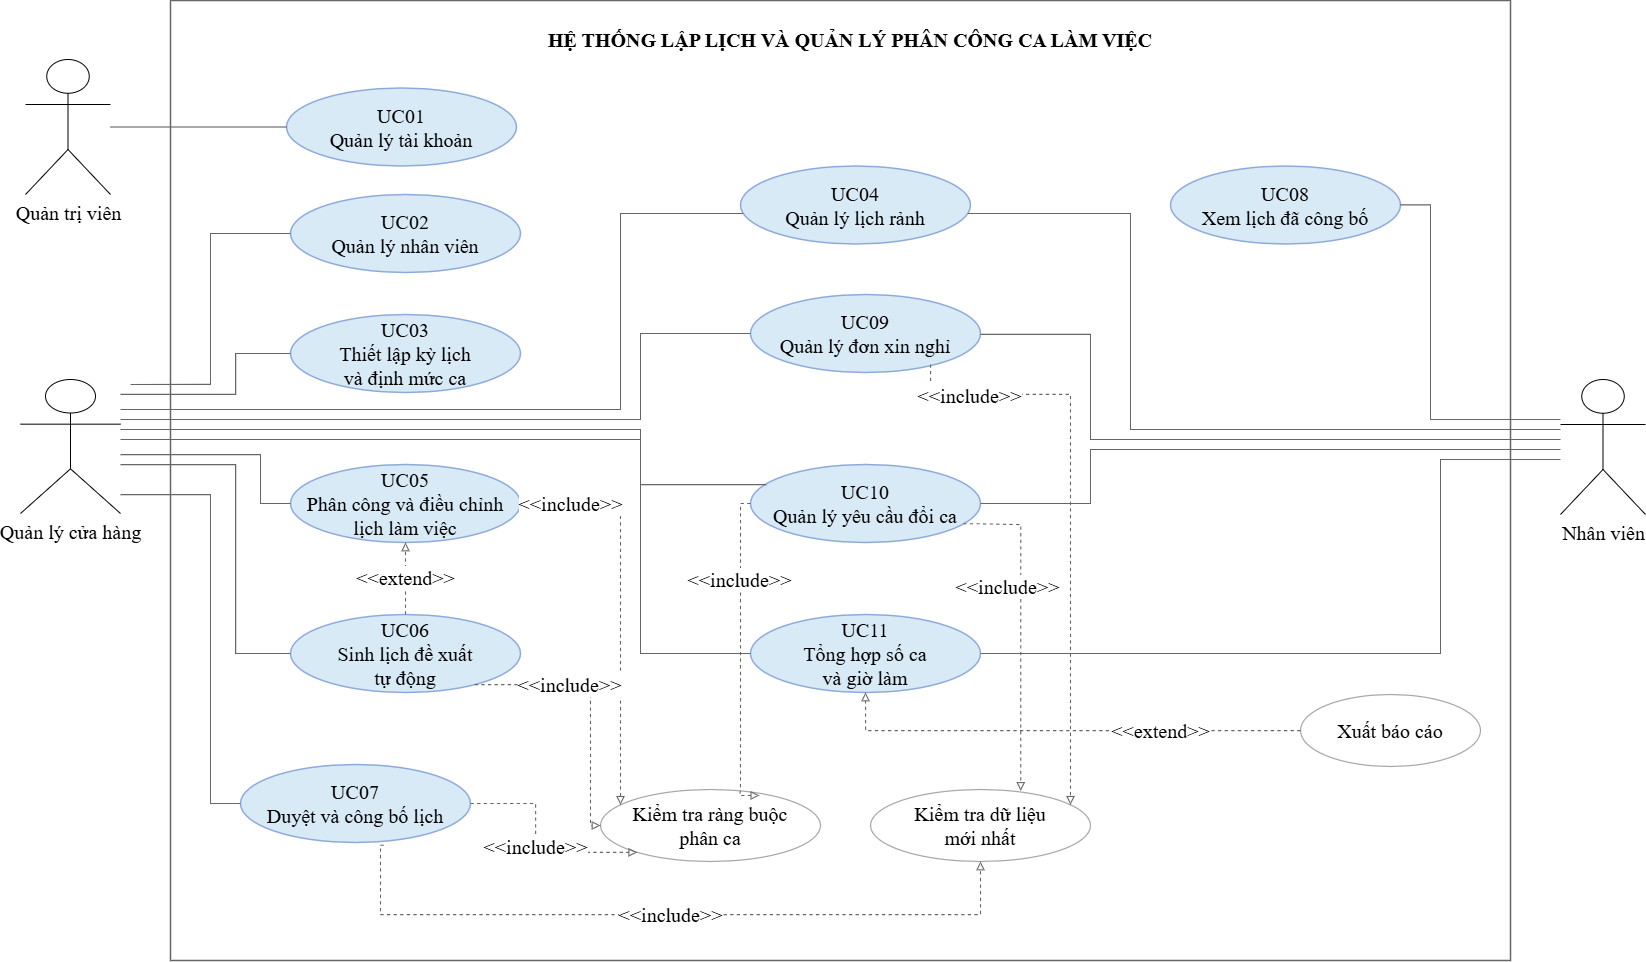 HỆ THỐNG LẬP LỊCH VÀ QUẢN LÝ PHÂN CÔNG CA LÀM VIỆC
UC01
Quản lý tài khoản
Quản trị viên
UC02
Quản lý nhân viên
UC04
Quản lý lịch rảnh
UC08
Xem lịch đã công bố
UC03
Thiết lập kỳ lịch
và định mức ca
UC09
Quản lý đơn xin nghỉ
<<include>>
Quản lý cửa hàng
Nhân viên
UC05
Phân công và điều chỉnh
lịch làm việc
<<include>>
UC10
Quản lý yêu cầu đổi ca
<<extend>>
<<include>>
<<include>>
UC06
Sinh lịch đề xuất
tự động
<<include>>
UC11
Tổng hợp số ca
và giờ làm
<<extend>>
Xuất báo cáo
UC07
Duyệt và công bố lịch
<<include>>
Kiểm tra ràng buộc
phân ca
Kiểm tra dữ liệu
mới nhất
<<include>>